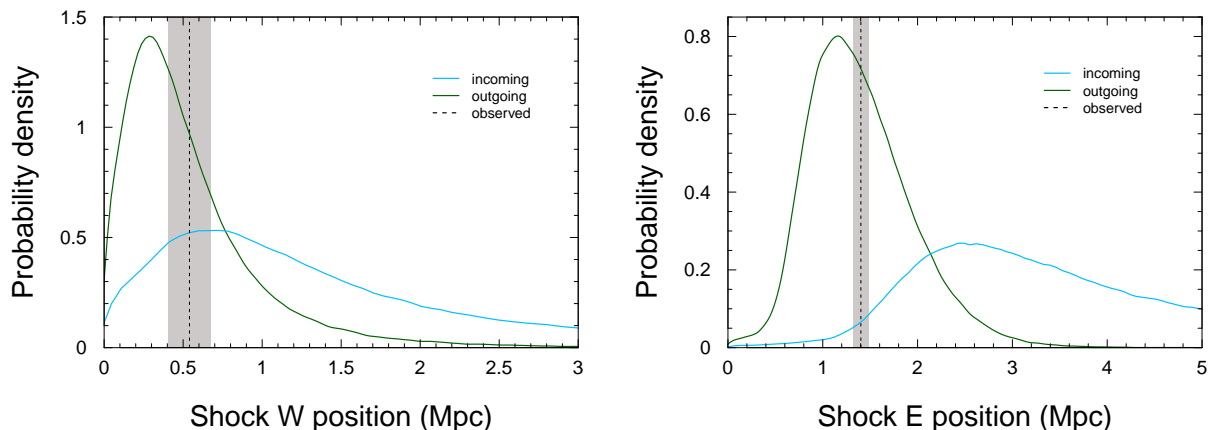 Probability density
1.5
1
0.5
0
0 0.5 1 1.5 2 2.5 3
Shock W position (Mpc)
incoming
outgoing
observed
Probability density
0.8
0.6
0.4
0.2
0
0 1 2 3 4 5
Shock E position (Mpc)
incoming
outgoing
observed